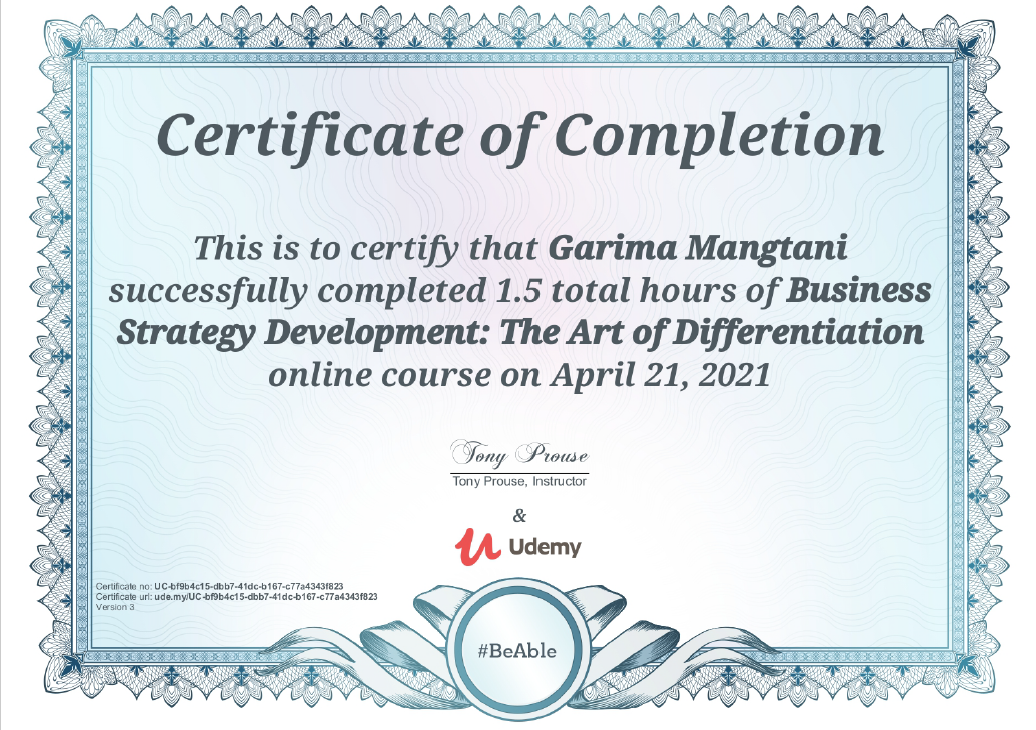 Certificate of Completion
This is to certify that Garima Mangtani
successfully completed 1.5 total hours of Business
Strategy Development: The Art of Differentiation
online course on April 21, 2021
Tony Prouse
Tony Prouse, Instructor
&
Udemy
Certificate no: UC-bf9b4c15-dbb7-41dc-b167-c77a4343f823
Certificate url: ude.my/UC-bf9b4c15-dbb7-41dc-b167-c77a4343f823
Version 3
#BeAble